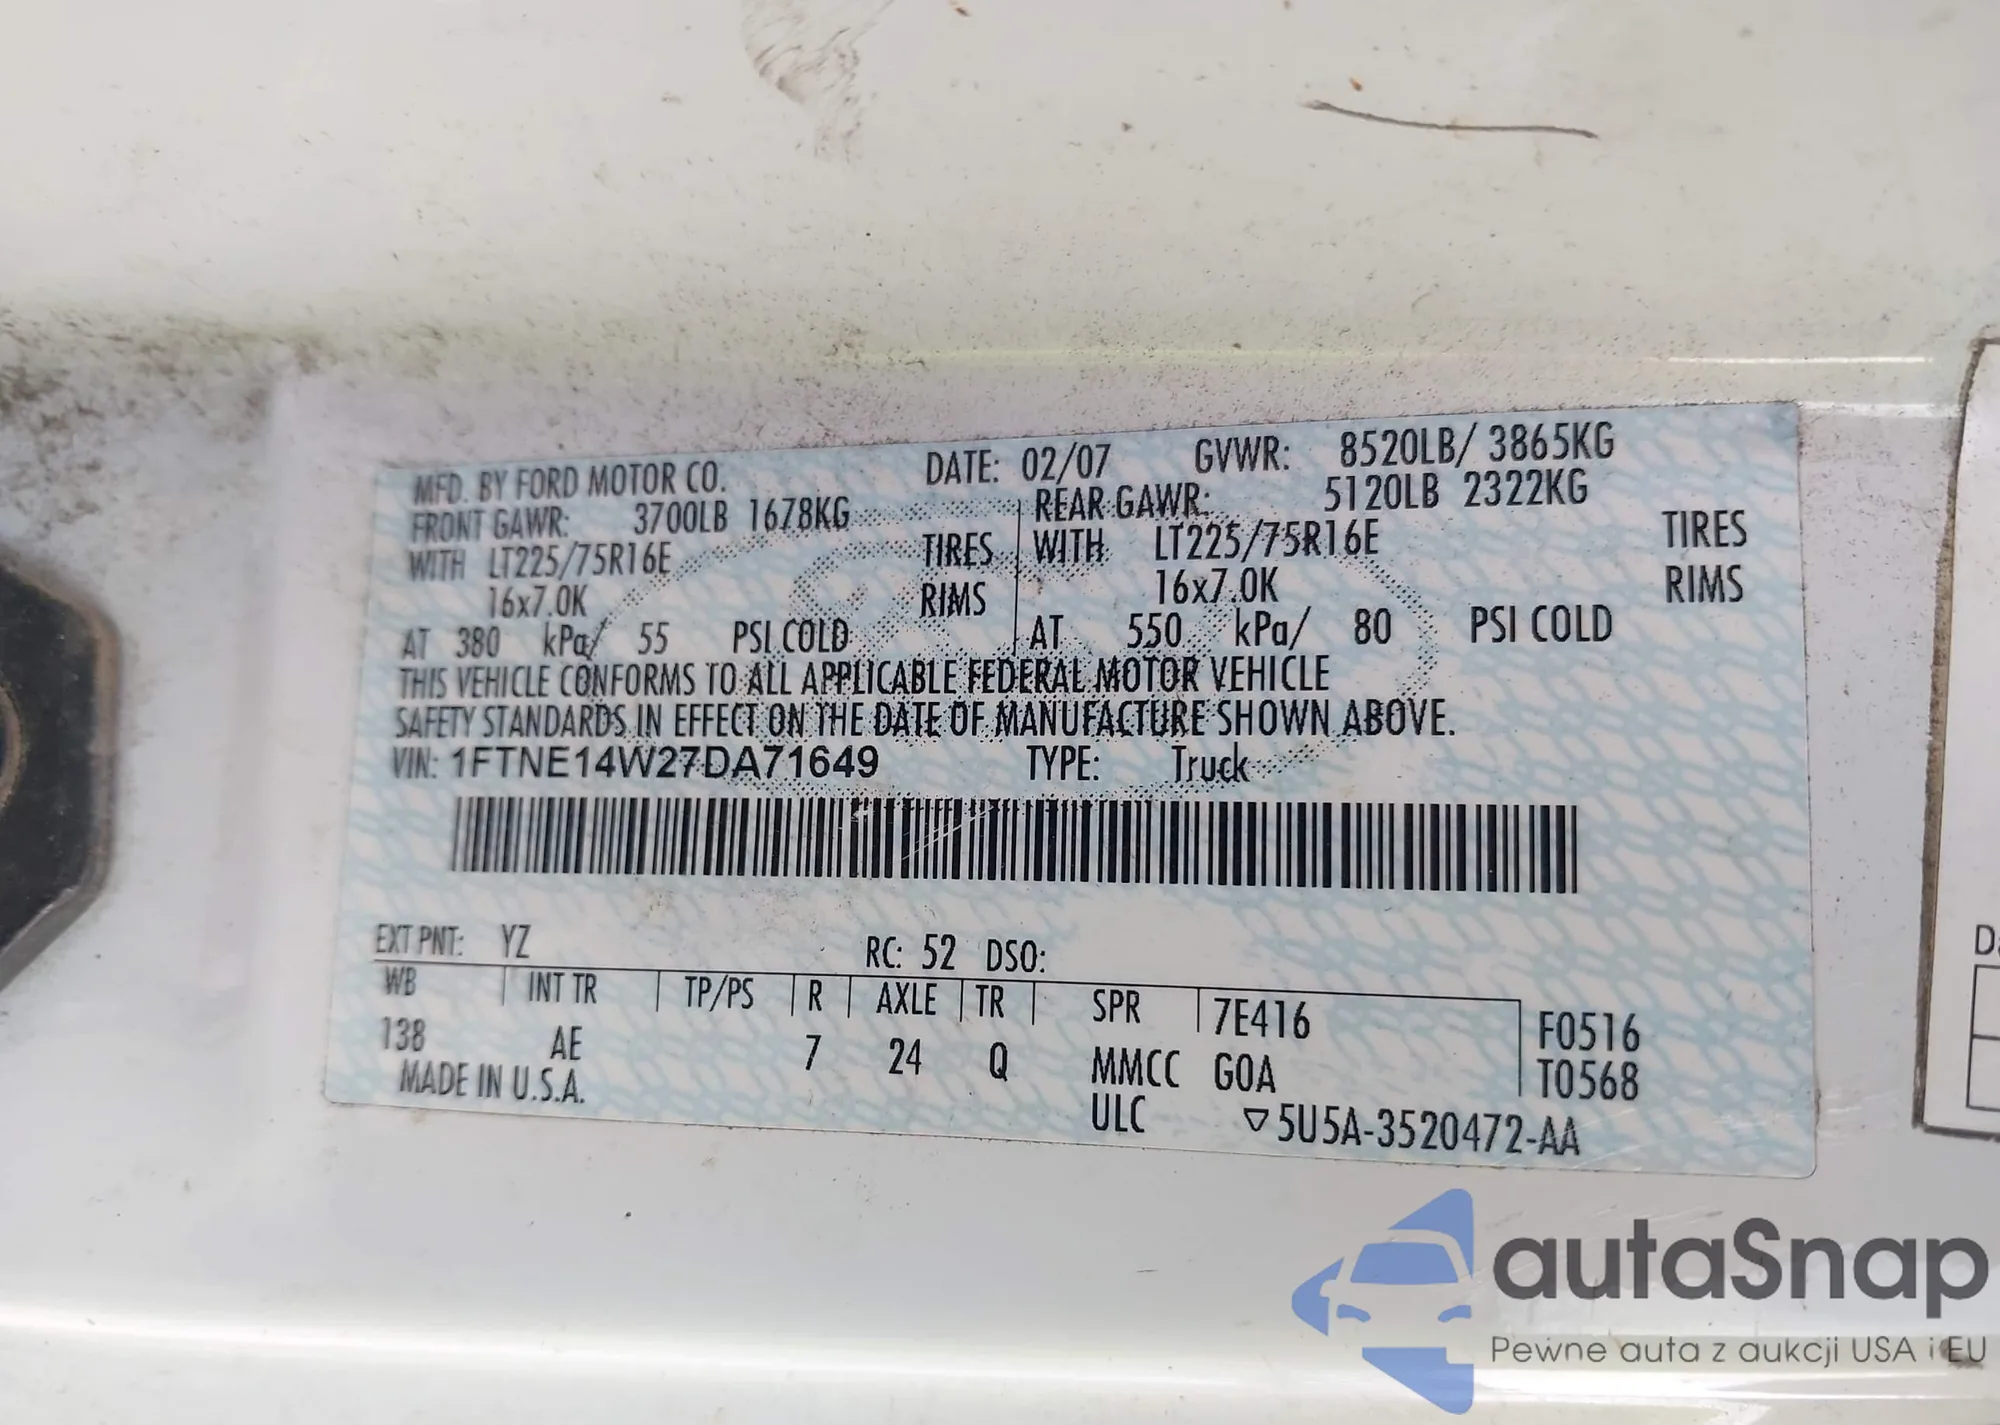 MFD. BY FORD MOTOR CO. DATE: 02/07 GVWR: 8520LB/ 3865KG
FRONT GAWR: 3700LB 1678KG REAR GAWR: 5120LB 2322KG
WITH LT225/75R16E TIRES WITH LT225/75R16E TIRES
16x7.0K RIMS 16x7.0K RIMS
AT 380 kPa/ 55 PSI COLD AT 550 kPa/ 80 PSI COLD
THIS VEHICLE CONFORMS TO ALL APPLICABLE FEDERAL MOTOR VEHICLE
SAFETY STANDARDS IN EFFECT ON THE DATE OF MANUFACTURE SHOWN ABOVE.
VIN: 1FTNE14W27DA71649 TYPE: Truck
EXT PNT: YZ RC: 52 DSO:
WB INT TR TP/PS R AXLE TR SPR 7E416 F0516
138 AE 7 24 Q MMCC G0A T0568
MADE IN U.S.A. ULC ▽5U5A-3520472-AA
autaSnap
Pewne auta z aukcji USA i EU